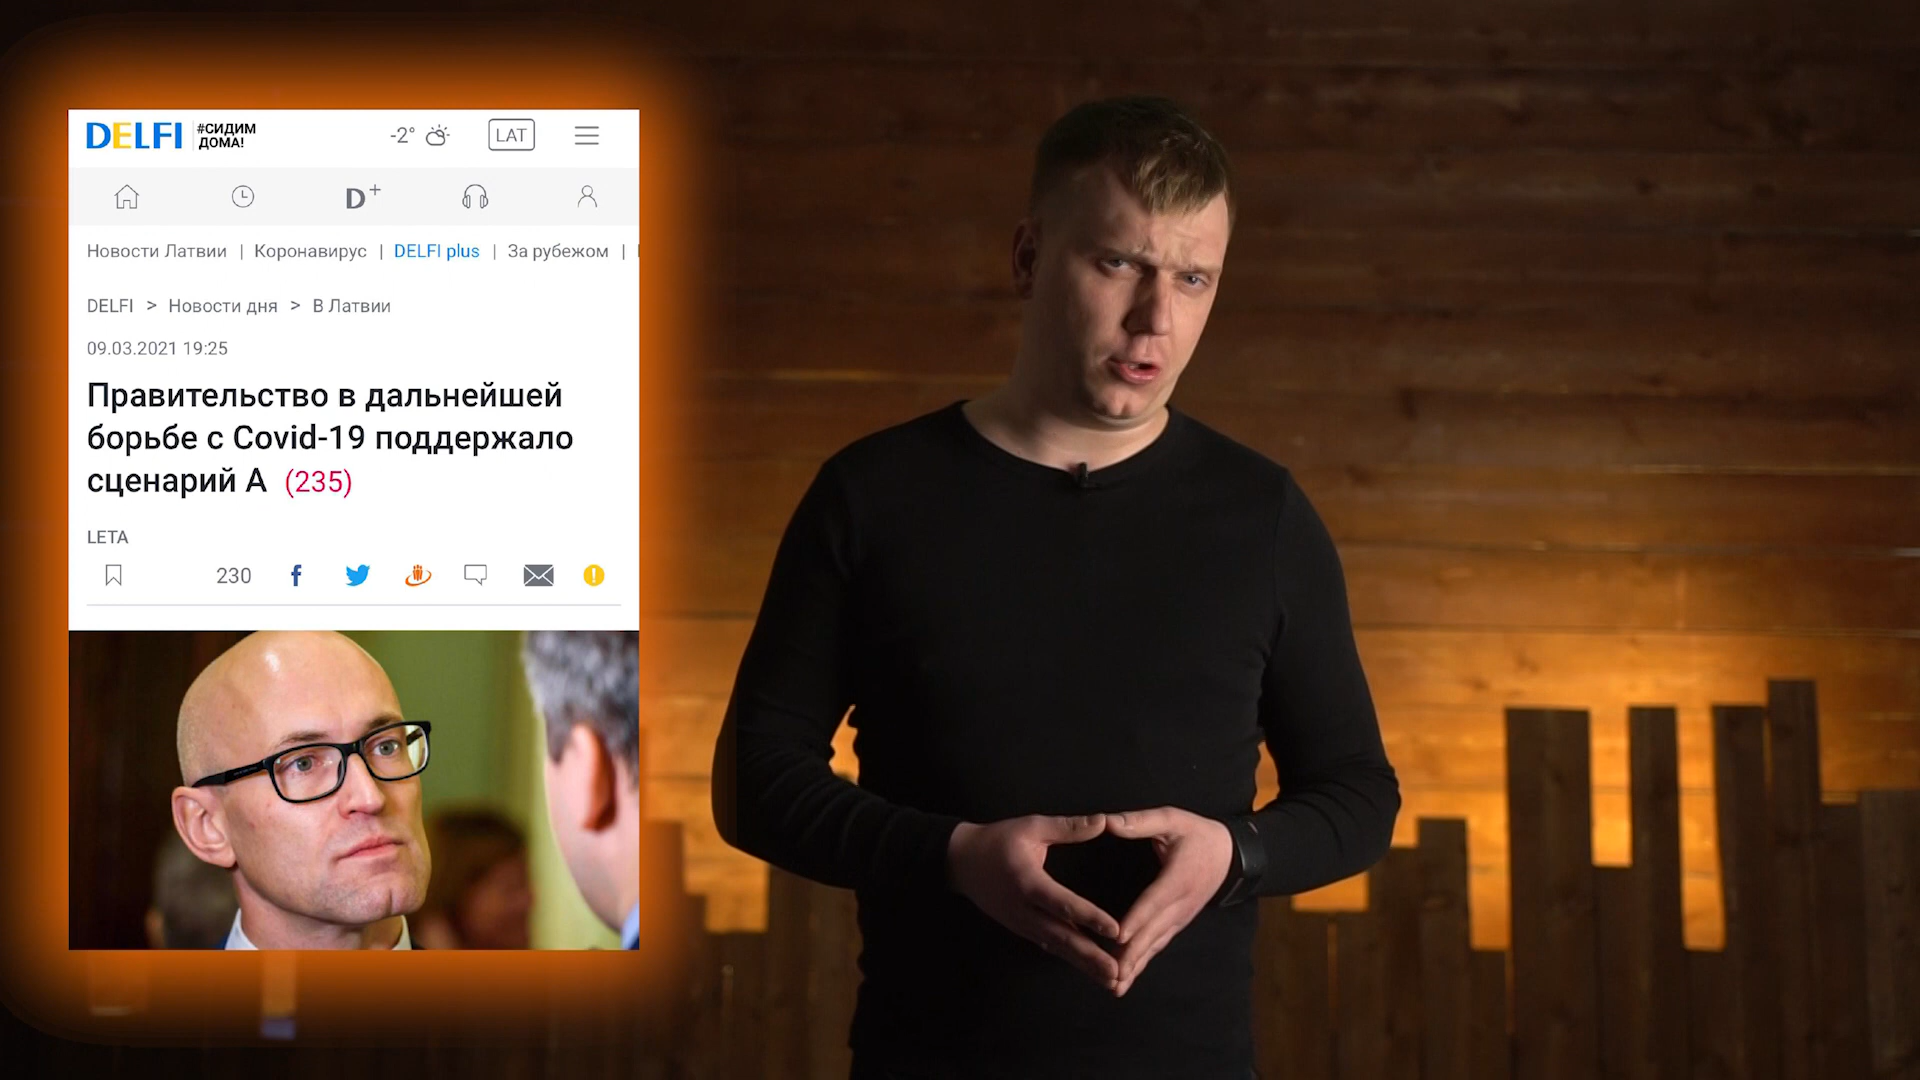 DELFI #СИДИМ ДОМА! -2° LAT
D+
Новости Латвии | Коронавирус | DELFI plus | За рубежом |
DELFI > Новости дня > В Латвии
09.03.2021 19:25
Правительство в дальнейшей
борьбе с Covid-19 поддержало
сценарий А (235)
LETA
230